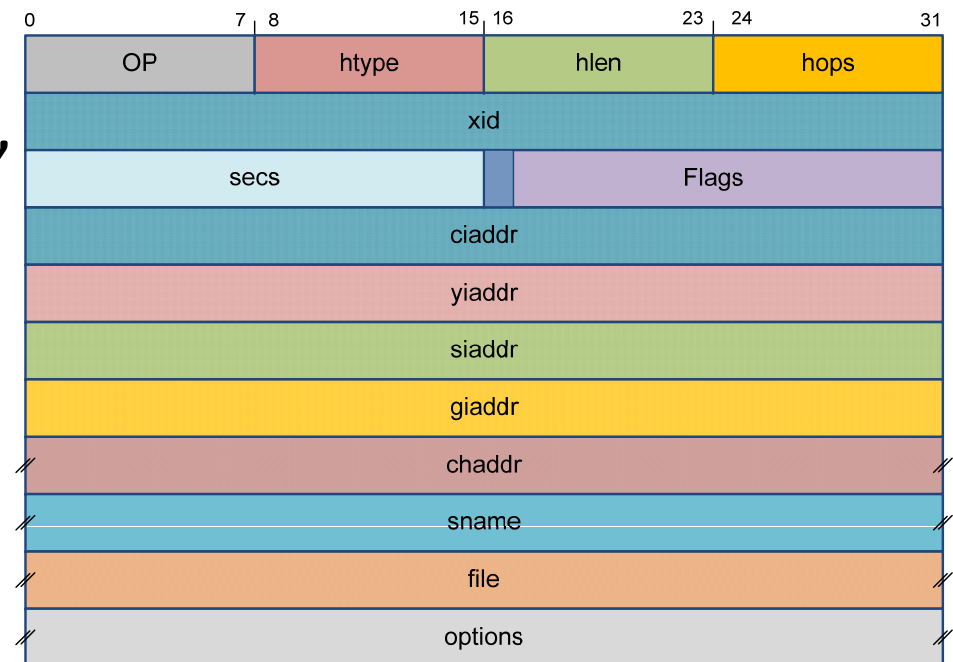 0 7 8 15 16 23 24 31
OP htype hlen hops
xid
secs Flags
ciaddr
yiaddr
siaddr
giaddr
chaddr
sname
file
options